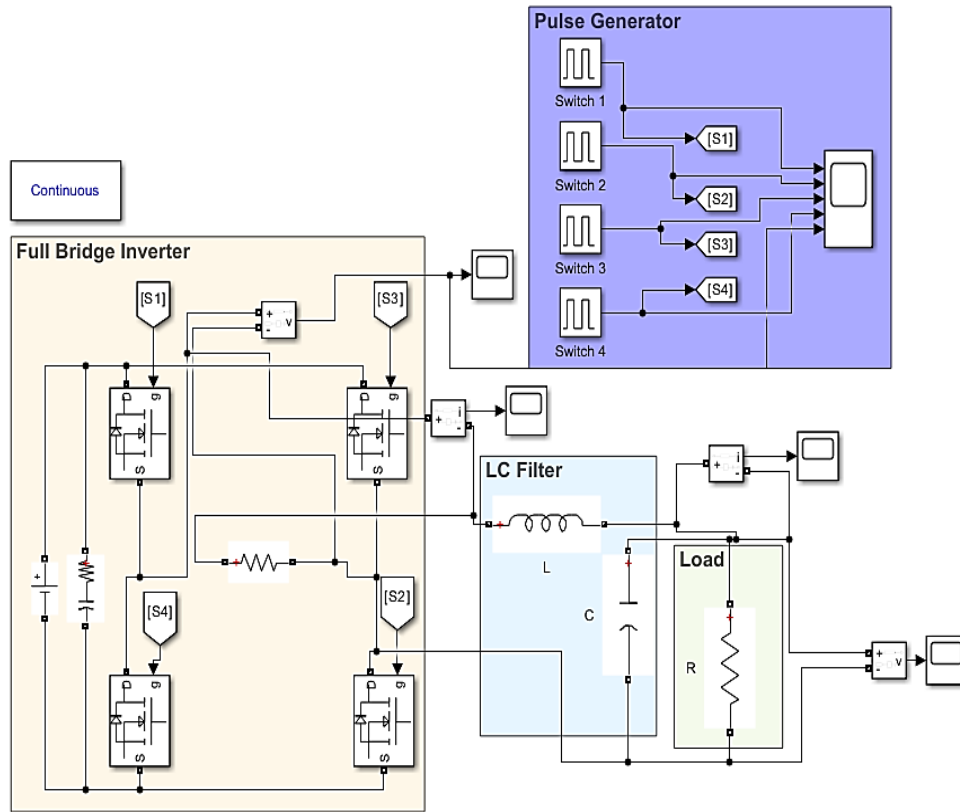 Pulse Generator
Switch 1
[S1]
Switch 2
[S2]
Switch 3
[S3]
Switch 4
[S4]
Continuous
Full Bridge Inverter
[S1]
[S3]
+
-
v
D
g
S
D
g
S
+
i
-
LC Filter
+
L
+
C
+
i
-
Load
+
R
+
v
-
+
+
+
[S4]
[S2]
D
g
S
D
g
S